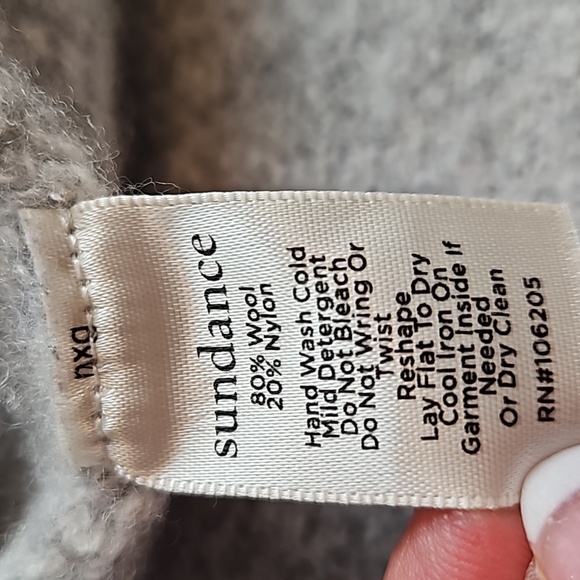 sundance
80% Wool
20% Nylon
Hand Wash Cold
Mild Detergent
Do Not Bleach
Do Not Wring Or
Twist
Reshape
Lay Flat To Dry
Cool Iron On
Garment Inside If
Needed
Or Dry Clean
RN#106205